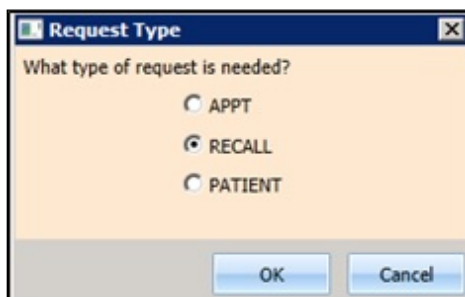 Request Type
What type of request is needed?
APPT
RECALL
PATIENT
OK Cancel